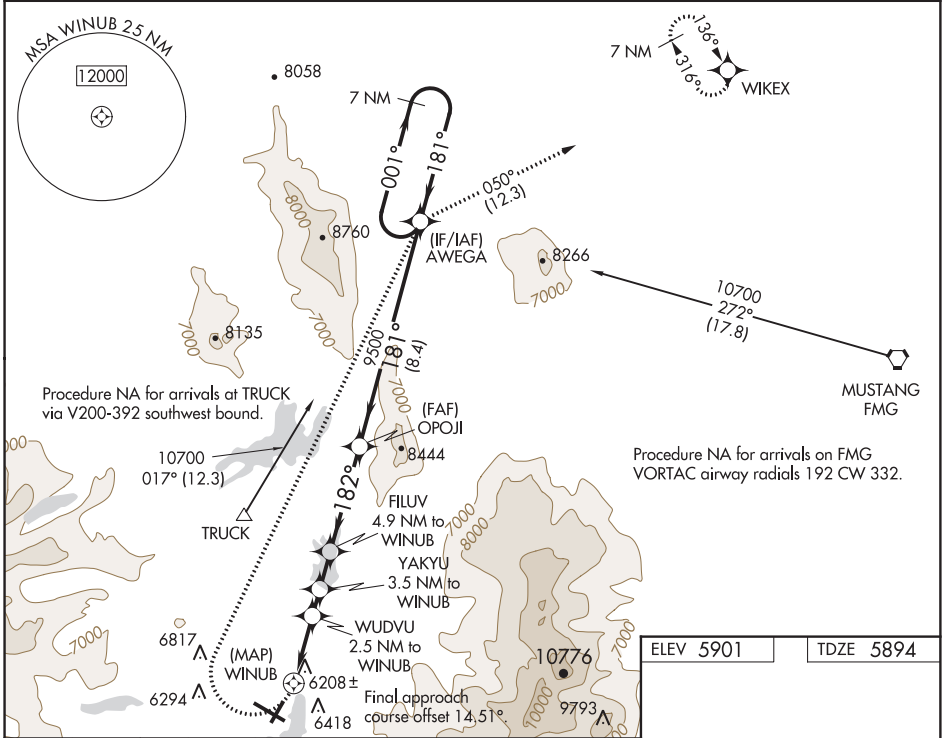 MSA WINUB 25 NM
12000
8058
7 NM
136°
316°
7 NM
WIKEX
001°
181°
050°
(12.3)
8000
8760
(IF/IAF)
AWEGA
8266
7000
7000
8135
7000
9500
181°
(8.4)
10700
272°
(17.8)
MUSTANG
FMG
Procedure NA for arrivals at TRUCK
via V200-392 southwest bound.
7000
(FAF)
OPOJI
8444
Procedure NA for arrivals on FMG
VORTAC airway radials 192 CW 332.
10700
017° (12.3)
TRUCK
182°
FILUV
4.9 NM to
WINUB
7000
8000
YAKYU
3.5 NM to
WINUB
WUDVU
2.5 NM to
WINUB
7000
7000
6817
(MAP)
WINUB
6294
6208±
6418
Final approach
course offset 14.51°.
10776
10000
9793
ELEV 5901
TDZE 5894